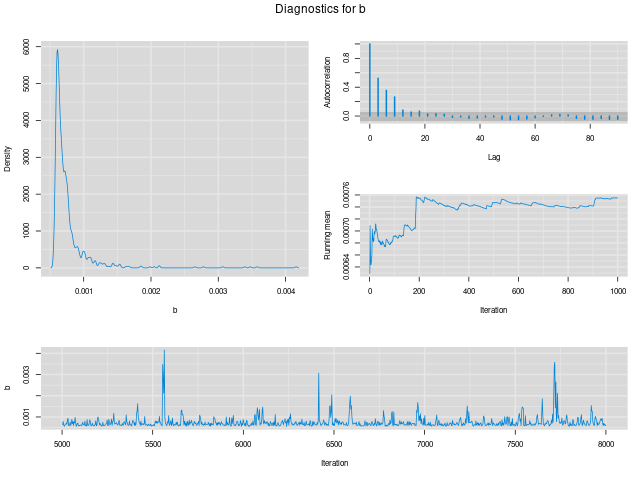 Diagnostics for b
Density
0 1000 2000 3000 4000 5000 6000
0.001 0.002 0.003 0.004
b
Autocorrelation
0.0 0.4 0.8
0 20 40 60 80
Lag
Running mean
0.00064 0.00070 0.00076
0 200 400 600 800 1000
Iteration
b
0.001 0.003
5000 5500 6000 6500 7000 7500 8000
Iteration